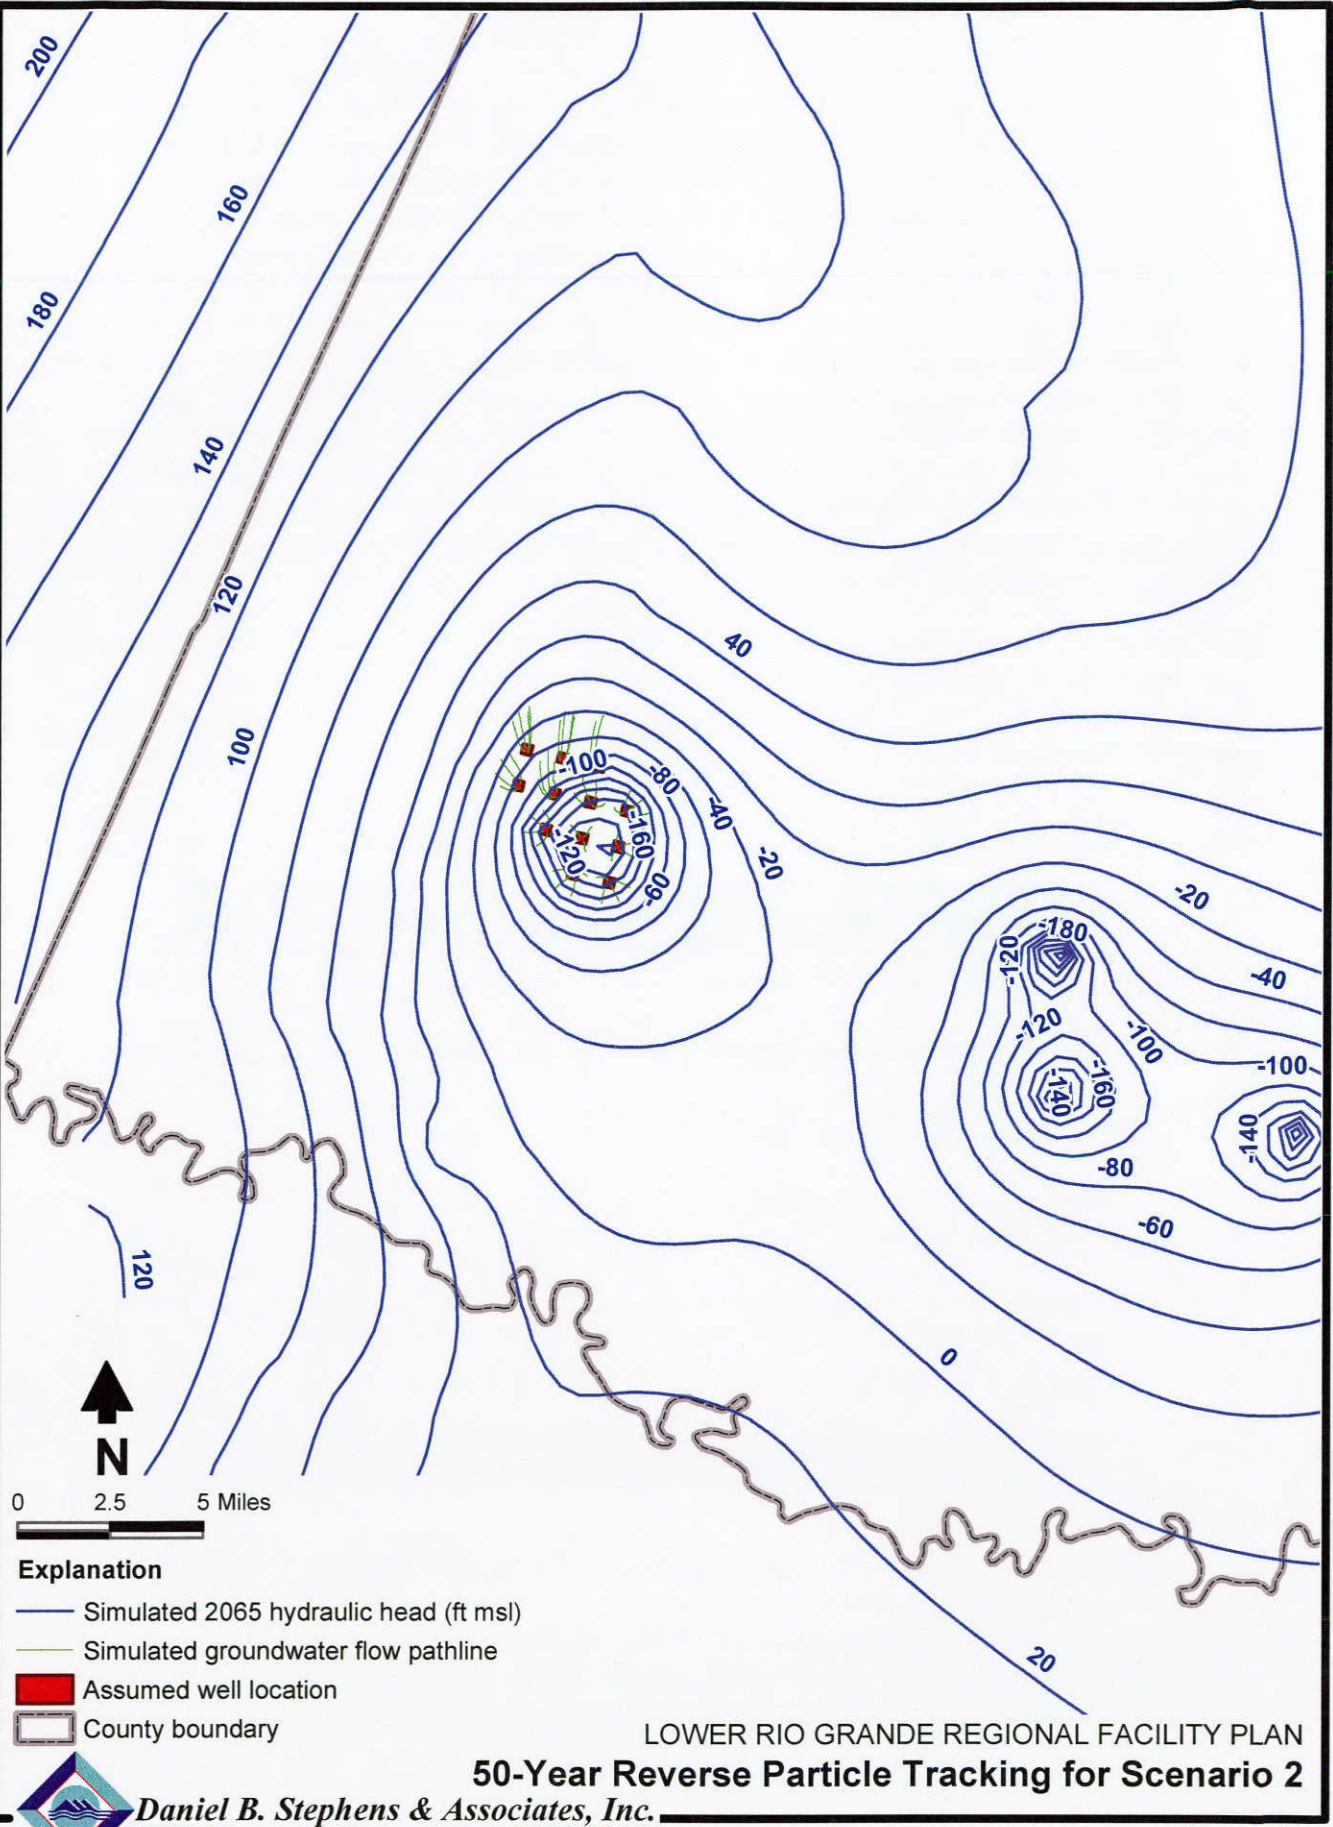 200
160
180
140
120
40
100
-100
-80
-40
-160
-20
-120
-60
-20
-180
-120
-40
-120
-100
-100
-160
-140
-140
-80
-60
120
0
N
0 2.5 5 Miles
20
Explanation
Simulated 2065 hydraulic head (ft msl)
Simulated groundwater flow pathline
Assumed well location
County boundary
LOWER RIO GRANDE REGIONAL FACILITY PLAN
50-Year Reverse Particle Tracking for Scenario 2
Daniel B. Stephens & Associates, Inc.